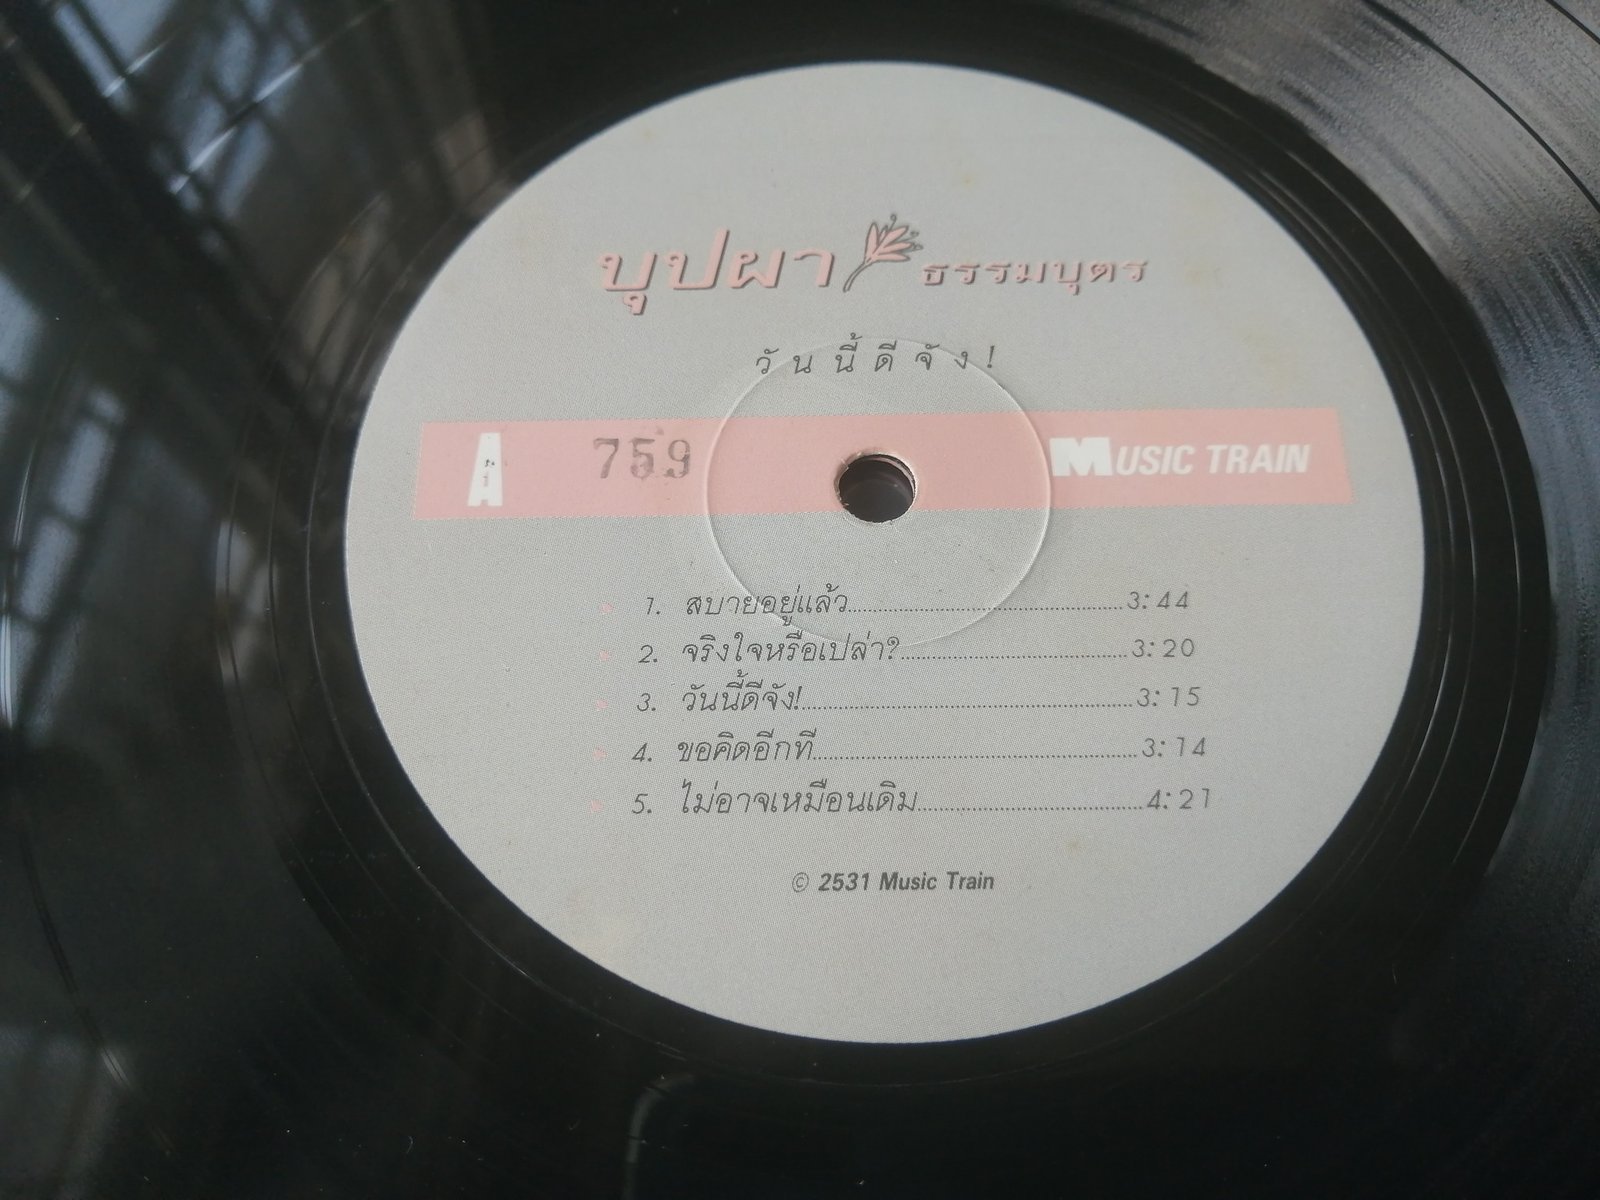 บุปผา ธรรมบุตร
วันนี้ดีจัง!
A 759 MUSIC TRAIN
1. สบายอยู่แล้ว........3:44
2. จริงใจหรือเปล่า?........3:20
3. วันนี้ดีจัง!........3:15
4. ขอคิดอีกที........3:14
5. ไม่อาจเหมือนเดิม........4:21
© 2531 Music Train